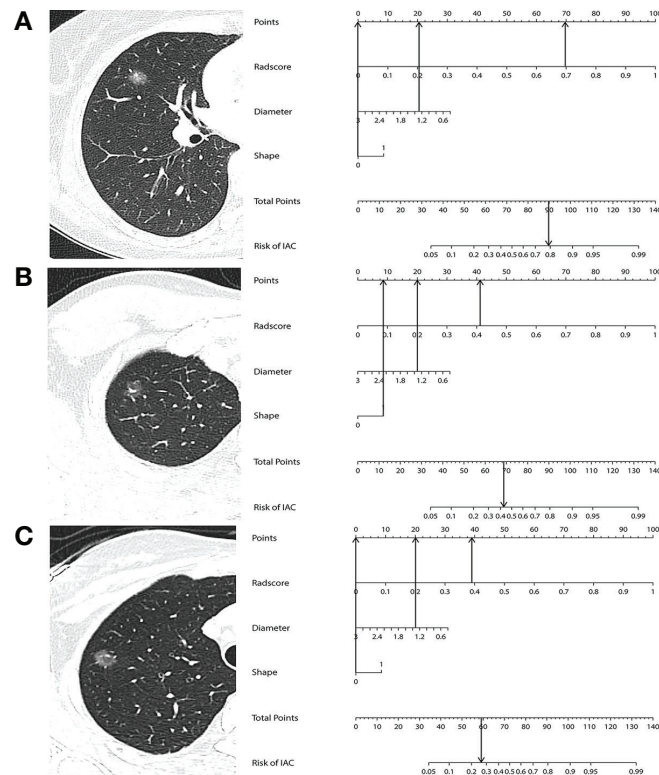 A
Points 0 10 20 30 40 50 60 70 80 90 100
Radscore 0 0.1 0.2 0.3 0.4 0.5 0.6 0.7 0.8 0.9 1
Diameter 3 2.4 1.8 1.2 0.6
Shape 0 1
Total Points 0 10 20 30 40 50 60 70 80 90 100 110 120 130 140
Risk of IAC 0.05 0.1 0.2 0.3 0.4 0.5 0.6 0.7 0.8 0.9 0.95 0.99
B
Points 0 10 20 30 40 50 60 70 80 90 100
Radscore 0 0.1 0.2 0.3 0.4 0.5 0.6 0.7 0.8 0.9 1
Diameter 3 2.4 1.8 1.2 0.6
Shape 0
Total Points 0 10 20 30 40 50 60 70 80 90 100 110 120 130 140
Risk of IAC 0.05 0.1 0.2 0.3 0.4 0.5 0.6 0.7 0.8 0.9 0.95 0.99
C
Points 0 10 20 30 40 50 60 70 80 90 100
Radscore 0 0.1 0.2 0.3 0.4 0.5 0.6 0.7 0.8 0.9 1
Diameter 3 2.4 1.8 1.2 0.6
Shape 0 1
Total Points 0 10 20 30 40 50 60 70 80 90 100 110 120 130 140
Risk of IAC 0.05 0.1 0.2 0.3 0.4 0.5 0.6 0.7 0.8 0.9 0.95 0.99